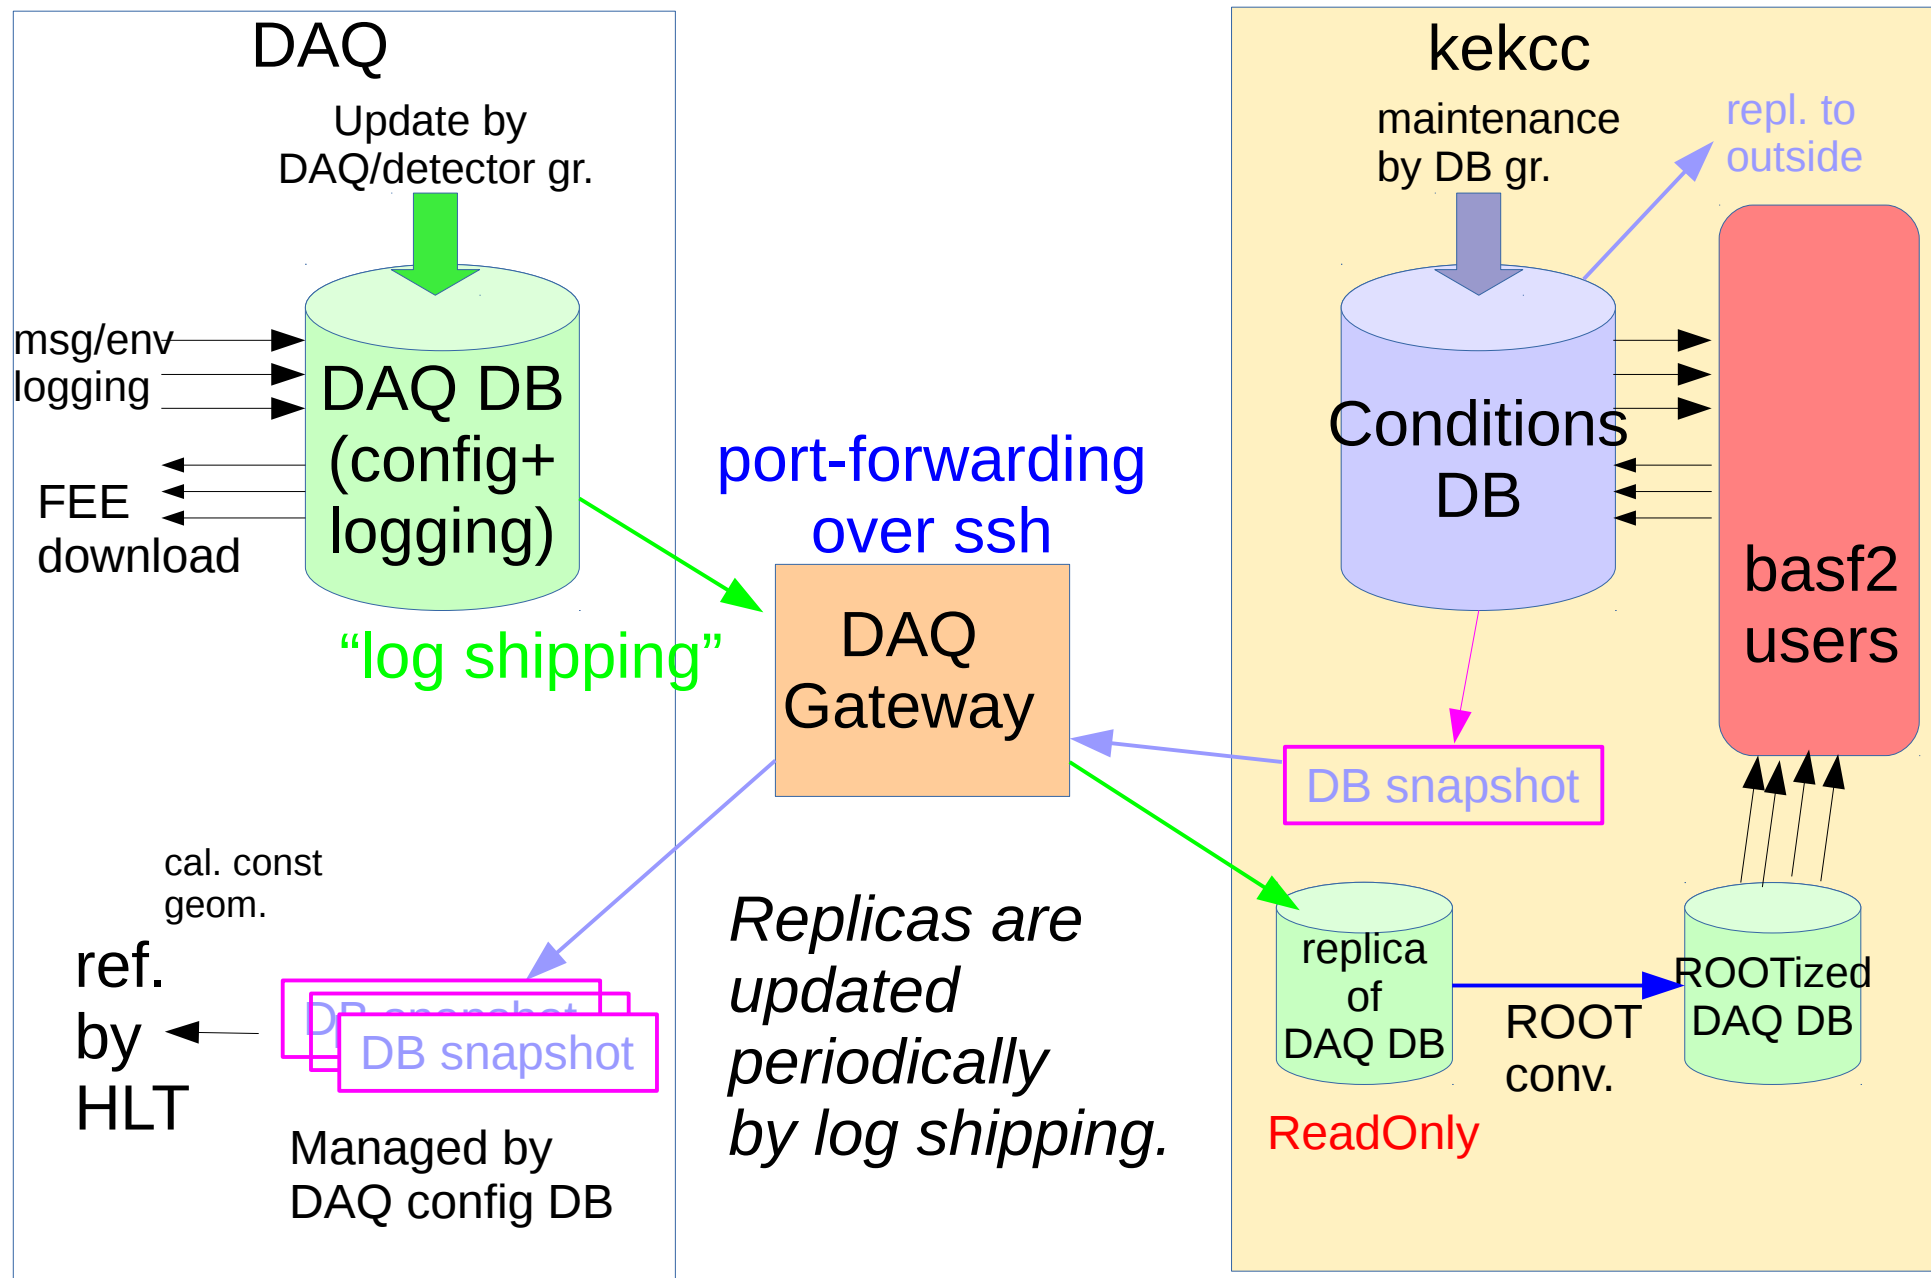 DAQ
Update by
DAQ/detector gr.
msg/env
logging
DAQ DB
(config+
logging)
FEE
download
“log shipping”
cal. const
geom.
ref.
by
HLT
DB snapshot
DB snapshot
Managed by
DAQ config DB
port-forwarding
over ssh
DAQ
Gateway
Replicas are
updated
periodically
by log shipping.
kekcc
maintenance
by DB gr.
repl. to
outside
Conditions
DB
basf2
users
DB snapshot
replica
of
DAQ DB
ROOT
conv.
ROOTized
DAQ DB
ReadOnly